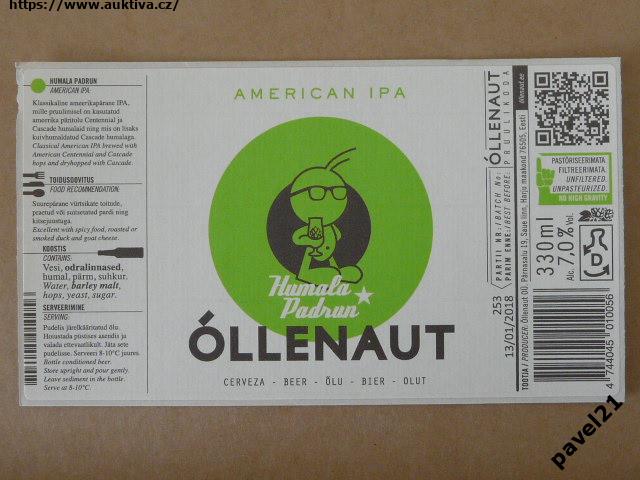 https://www.auktiva.cz/
HUMALA PADRUN
AMERICAN IPA:
Klassikaline ameerikapärane IPA,
mille pruulimisel on kasutatud
ameerika päritolu Centennial ja
Cascade humalaid ning mis on lisaks
kuivhumaldatud Cascade humalaga.
Classical American IPA brewed with
American Centennial and Cascade
hops and dryhopped with Cascade.
TOIDUSOOVITUS
FOOD RECOMMENDATION:
Suurepärane vürtsikate toitude,
praetud või suitsetatud pardi ning
kitsejuustuga.
Excellent with spicy food, roasted or
smoked duck and goat cheese.
KOOSTIS
CONTAINS:
Vesi, odralinnased,
humal, pärm, suhkur.
Water, barley malt,
hops, yeast, sugar.
SERVEERIMINE
SERVING:
Pudelis järelkääritatud õlu.
Hoiustada püstises asendis ja
valada ettevaatlikult. Jäta sete
pudelisse. Serveeri 8-10°C juures.
Bottle conditioned beer.
Store upright and pour gently.
Leave sediment in the bottle.
Serve at 8-10°C.
AMERICAN IPA
Humala
Padrun
ÓLLENAUT
CERVEZA - BEER - ÕLU - BIER - OLUT
ÓLLENAUT
PRUULIKODA
PARTII NR:/BATCH No:
PARIM ENNE:/BEST BEFORE:
253
13/01/2018
TOOTJA / PRODUCER: Õllenaut OÜ, Pärnasalu 19, Saue linn, Harju maakond 76505, Eesti
õllenaut.ee
PASTÖRISEERIMATA
FILTREERIMATA.
UNFILTERED.
UNPASTEURIZED.
NO HIGH GRAVITY
330ml
Alc. 7,0% Vol.
D
4 744045 010056
pavel21